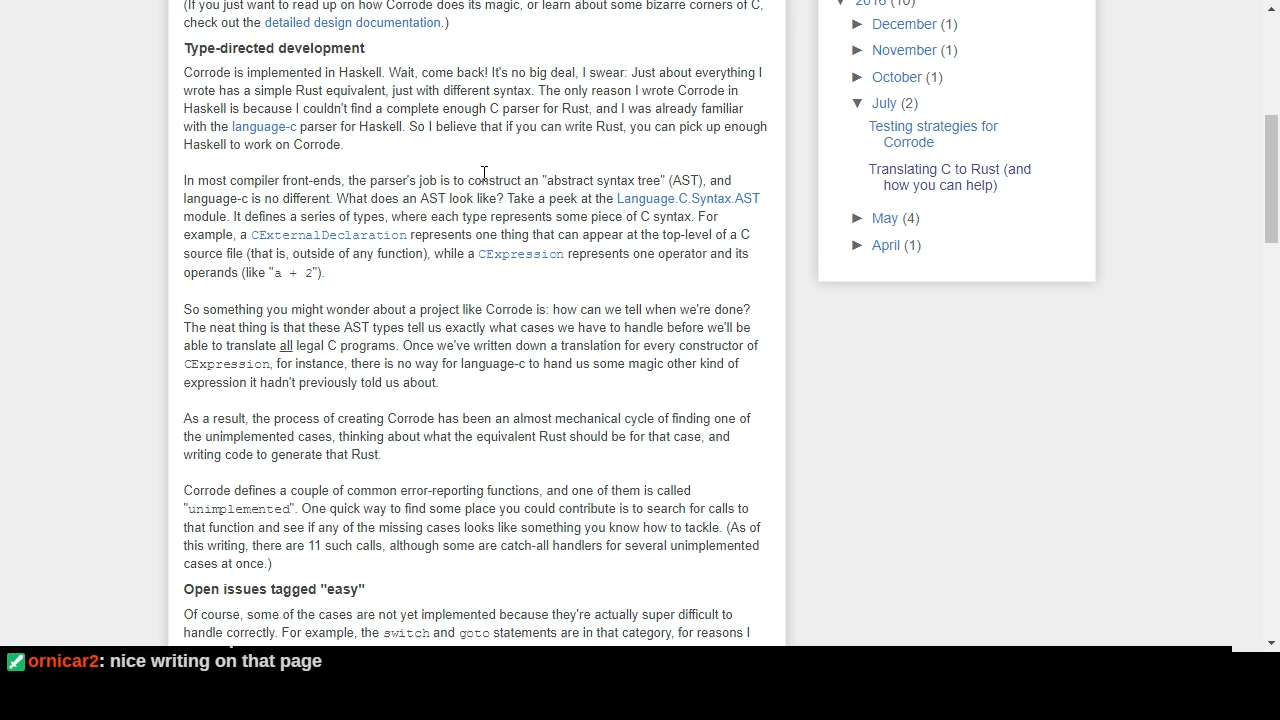 (If you just want to read up on how Corrode does its magic, or learn about some bizarre corners of C,
check out the detailed design documentation.)
Type-directed development
Corrode is implemented in Haskell. Wait, come back! It's no big deal, I swear: Just about everything I
wrote has a simple Rust equivalent, just with different syntax. The only reason I wrote Corrode in
Haskell is because I couldn't find a complete enough C parser for Rust, and I was already familiar
with the language-c parser for Haskell. So I believe that if you can write Rust, you can pick up enough
Haskell to work on Corrode.
In most compiler front-ends, the parser's job is to construct an "abstract syntax tree" (AST), and
language-c is no different. What does an AST look like? Take a peek at the Language.C.Syntax.AST
module. It defines a series of types, where each type represents some piece of C syntax. For
example, a CExternalDeclaration represents one thing that can appear at the top-level of a C
source file (that is, outside of any function), while a CExpression represents one operator and its
operands (like "a + 2").
So something you might wonder about a project like Corrode is: how can we tell when we're done?
The neat thing is that these AST types tell us exactly what cases we have to handle before we'll be
able to translate all legal C programs. Once we've written down a translation for every constructor of
CExpression, for instance, there is no way for language-c to hand us some magic other kind of
expression it hadn't previously told us about.
As a result, the process of creating Corrode has been an almost mechanical cycle of finding one of
the unimplemented cases, thinking about what the equivalent Rust should be for that case, and
writing code to generate that Rust.
Corrode defines a couple of common error-reporting functions, and one of them is called
"unimplemented". One quick way to find some place you could contribute is to search for calls to
that function and see if any of the missing cases looks like something you know how to tackle. (As of
this writing, there are 11 such calls, although some are catch-all handlers for several unimplemented
cases at once.)
Open issues tagged "easy"
Of course, some of the cases are not yet implemented because they're actually super difficult to
handle correctly. For example, the switch and goto statements are in that category, for reasons I
▼ 2016 (10)
► December (1)
► November (1)
► October (1)
▼ July (2)
Testing strategies for
Corrode
Translating C to Rust (and
how you can help)
► May (4)
► April (1)
ornicar2: nice writing on that page